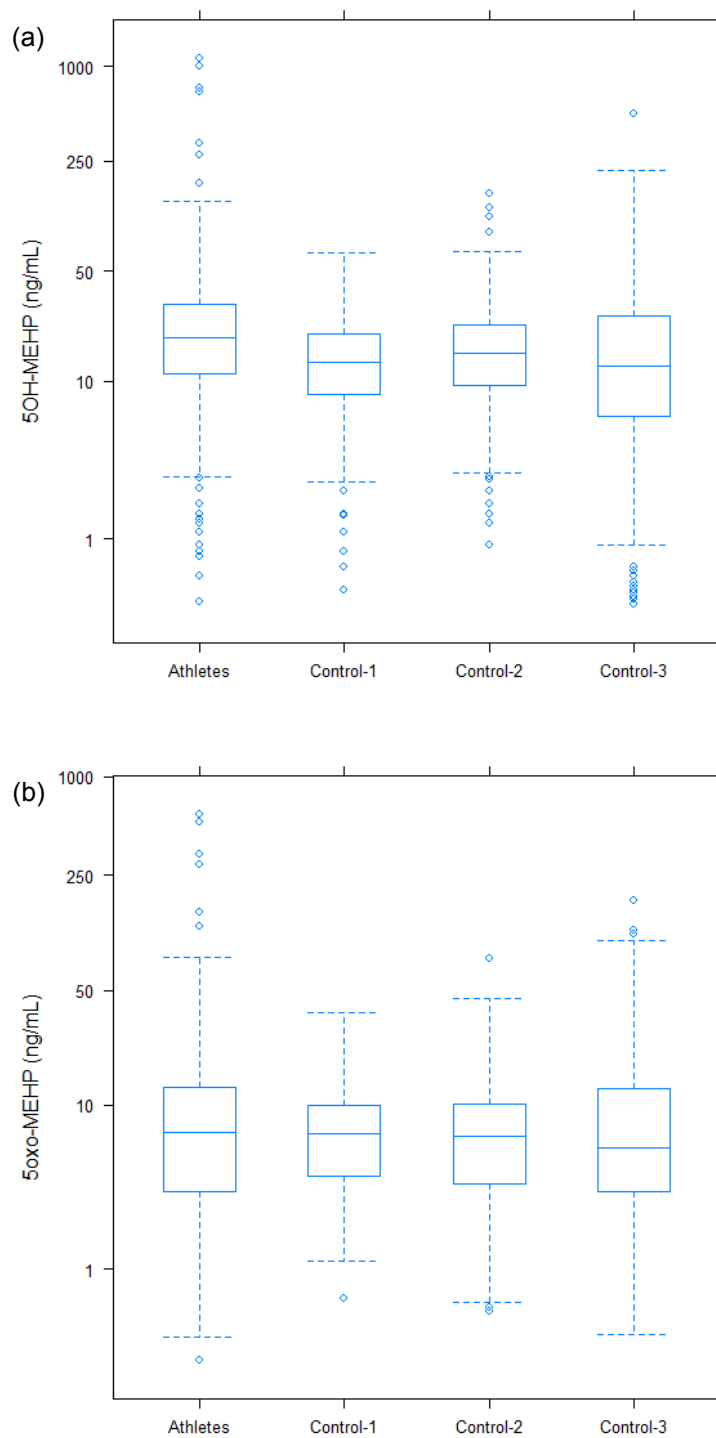 (a)
1000
250
50
10
1
5OH-MEHP (ng/mL)
Athletes Control-1 Control-2 Control-3
(b)
1000
250
50
10
1
5oxo-MEHP (ng/mL)
Athletes Control-1 Control-2 Control-3